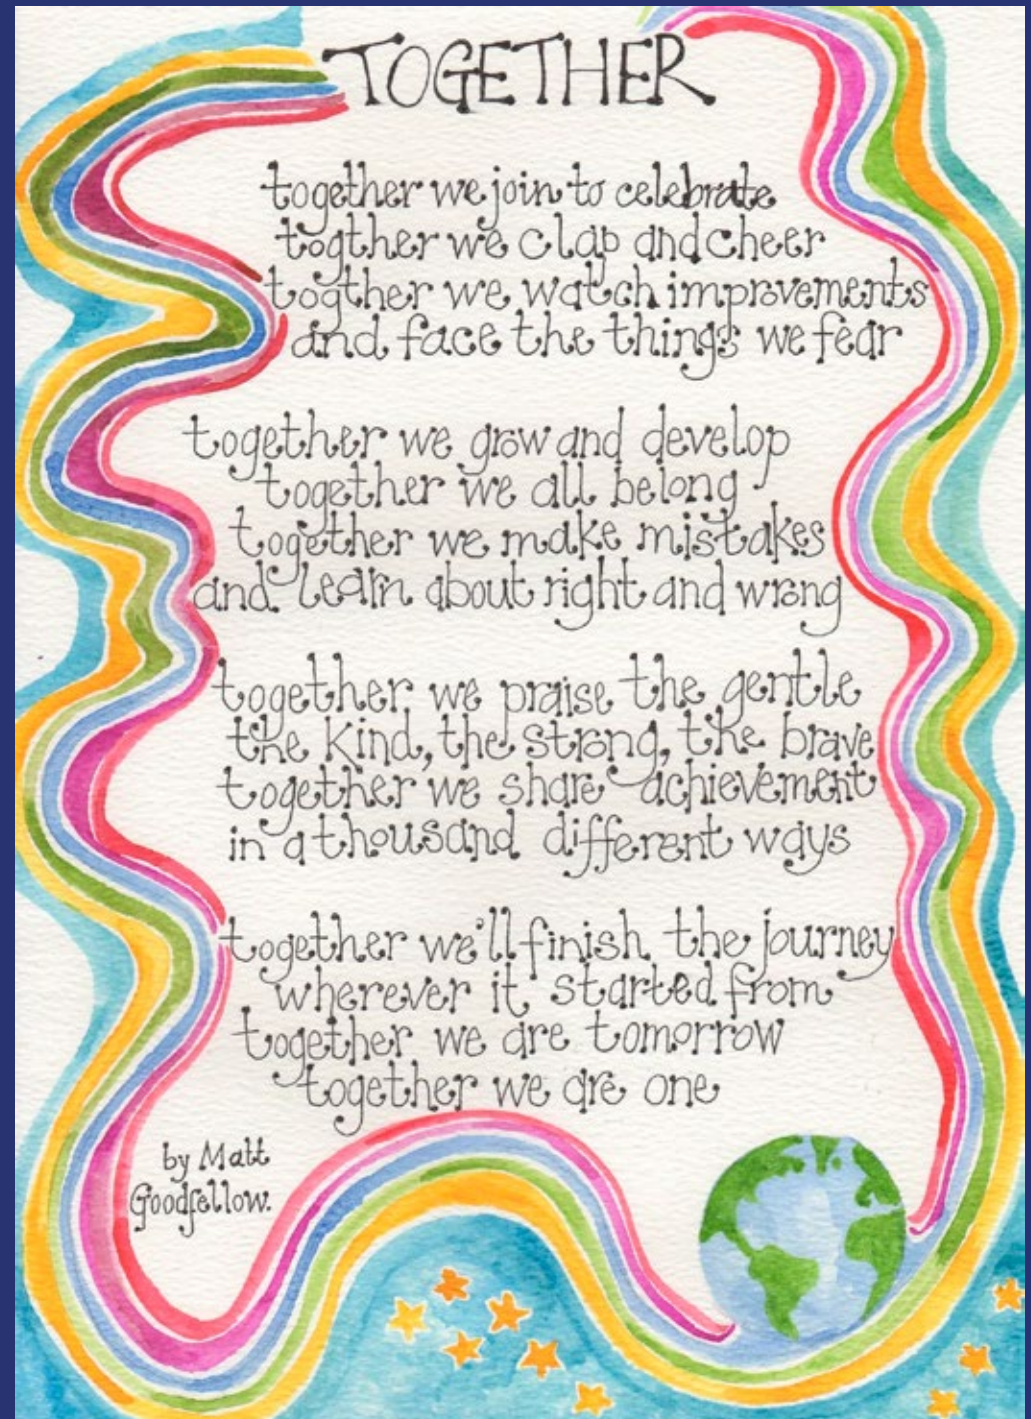 TOGETHER
together we join to celebrate
togther we clap and cheer
togther we watch improvements
and face the things we fear
together we grow and develop
together we all belong
together we make mistakes
and learn about right and wrong
together we praise the gentle
the kind, the strong, the brave
together we share achievement
in a thousand different ways
together we'll finish the journey
wherever it started from
together we are tomorrow
together we are one
by Matt
Goodfellow.